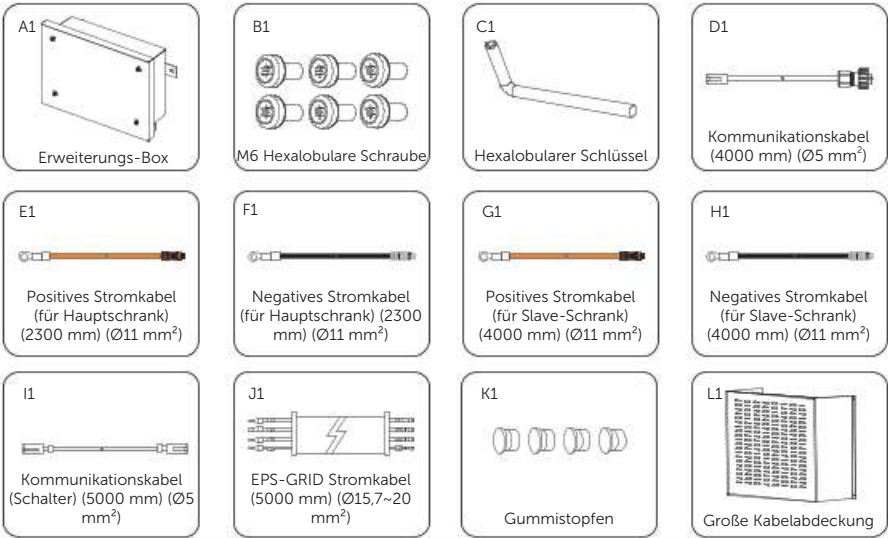 A1
Erweiterungs-Box
B1
M6 Hexalobulare Schraube
C1
Hexalobularer Schlüssel
D1
Kommunikationskabel
(4000 mm) (Ø5 mm²)
E1
Positives Stromkabel
(für Hauptschrank)
(2300 mm) (Ø11 mm²)
F1
Negatives Stromkabel
(für Hauptschrank) (2300
mm) (Ø11 mm²)
G1
Positives Stromkabel
(für Slave-Schrank)
(4000 mm) (Ø11 mm²)
H1
Negatives Stromkabel
(für Slave-Schrank)
(4000 mm) (Ø11 mm²)
I1
Kommunikationskabel
(Schalter) (5000 mm) (Ø5
mm²)
J1
EPS-GRID Stromkabel
(5000 mm) (Ø15,7~20
mm²)
K1
Gummistopfen
L1
Große Kabelabdeckung